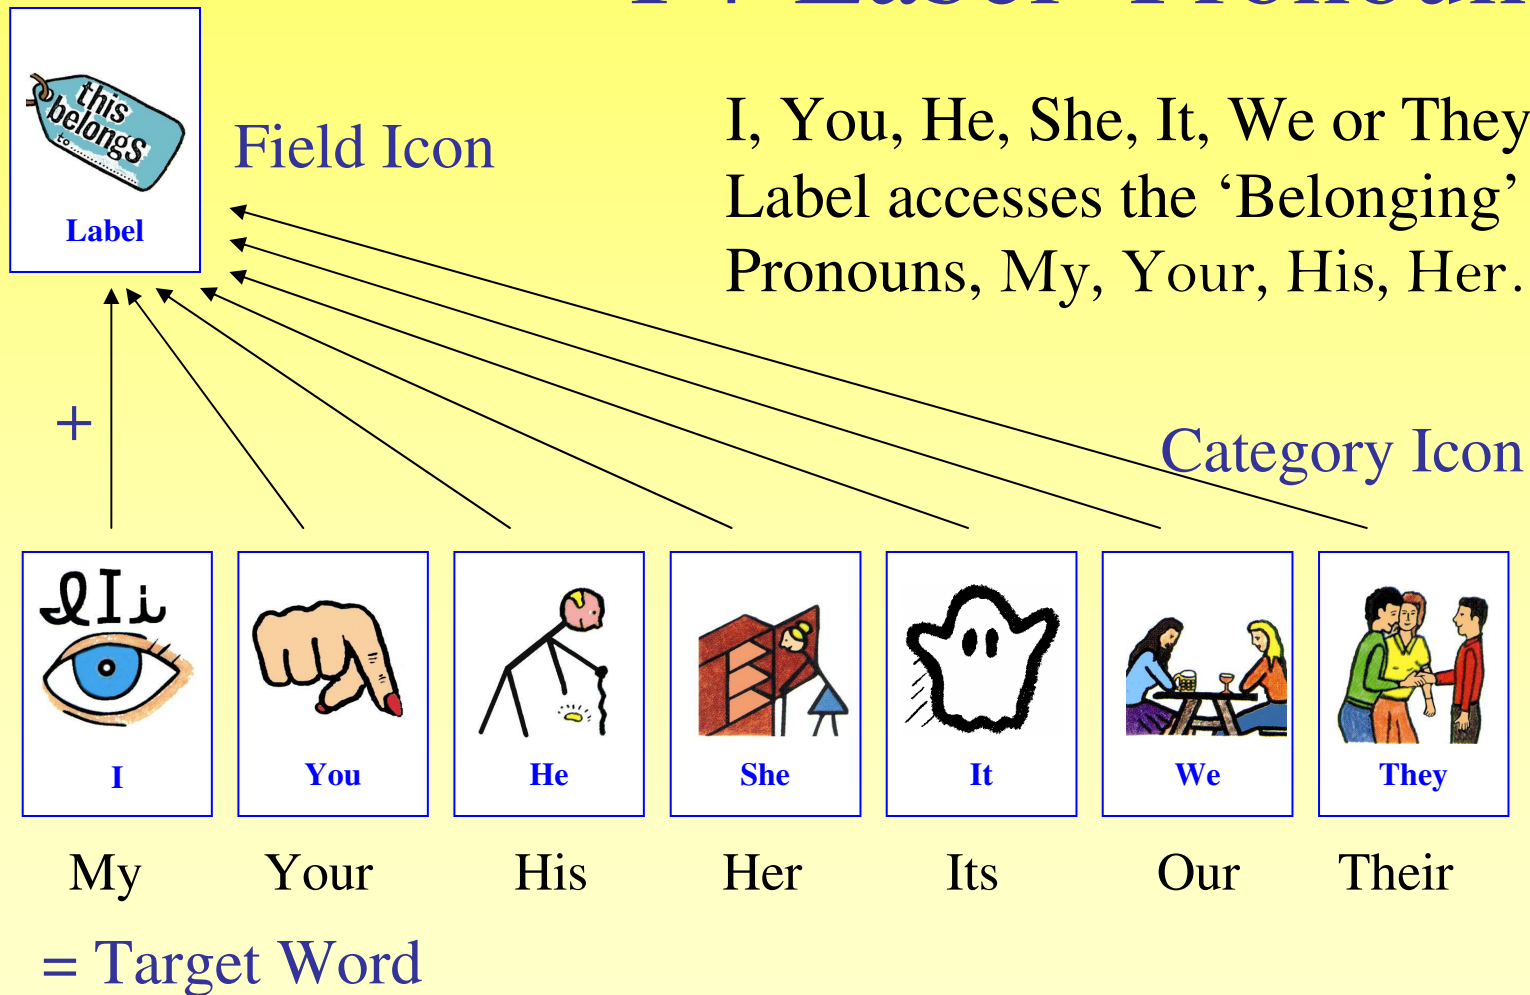 this
belongs
to
Label
Field Icon
I, You, He, She, It, We or They
Label accesses the ‘Belonging’
Pronouns, My, Your, His, Her.
+
Category Icon
I I i
I
You
He
She
It
We
They
My Your His Her Its Our Their
= Target Word